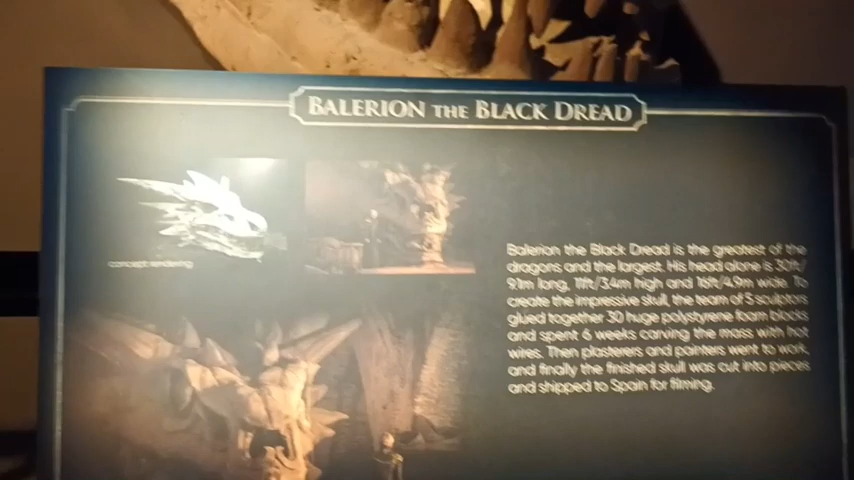 BALERION THE BLACK DREAD
concept rendering
Balerion the Black Dread is the greatest of the
dragons and the largest. His head alone is 30ft/
9.1m long, 11ft/3.4m high and 16ft/4.9m wide. To
create the impressive skull, the team of 5 sculptors
glued together 30 huge polystyrene foam blocks
and spent 6 weeks carving the mass with hot
wires. Then plasterers and painters went to work,
and finally the finished skull was cut into pieces
and shipped to Spain for filming.